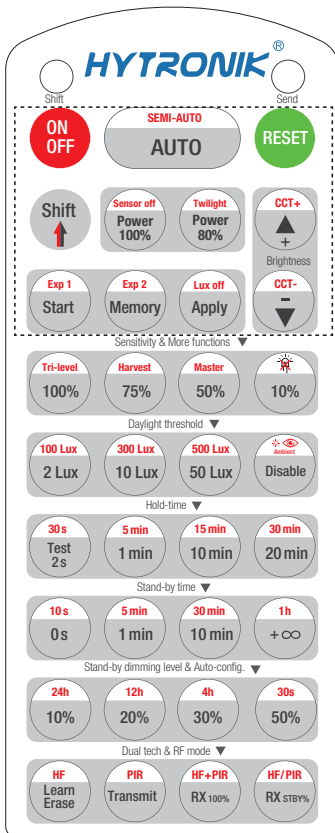 HYTRONIK®
Shift Send
ON
OFF
SEMI-AUTO
AUTO
RESET
Shift
Sensor off
Power
100%
Twilight
Power
80%
CCT+
+
Brightness
CCT-
-
Exp 1
Start
Exp 2
Memory
Lux off
Apply
Sensitivity & More functions ▼
Tri-level Harvest Master
100% 75% 50% 10%
Daylight threshold ▼
100 Lux 300 Lux 500 Lux Ambient
2 Lux 10 Lux 50 Lux Disable
Hold-time ▼
30 s 5 min 15 min 30 min
Test
2 s
1 min 10 min 20 min
Stand-by time ▼
10 s 5 min 30 min 1h
0 s 1 min 10 min +∞
Stand-by dimming level & Auto-config. ▼
24h 12h 4h 30s
10% 20% 30% 50%
Dual tech & RF mode ▼
HF PIR HF+PIR HF/PIR
Learn
Erase
Transmit RX 100% RX STBY%